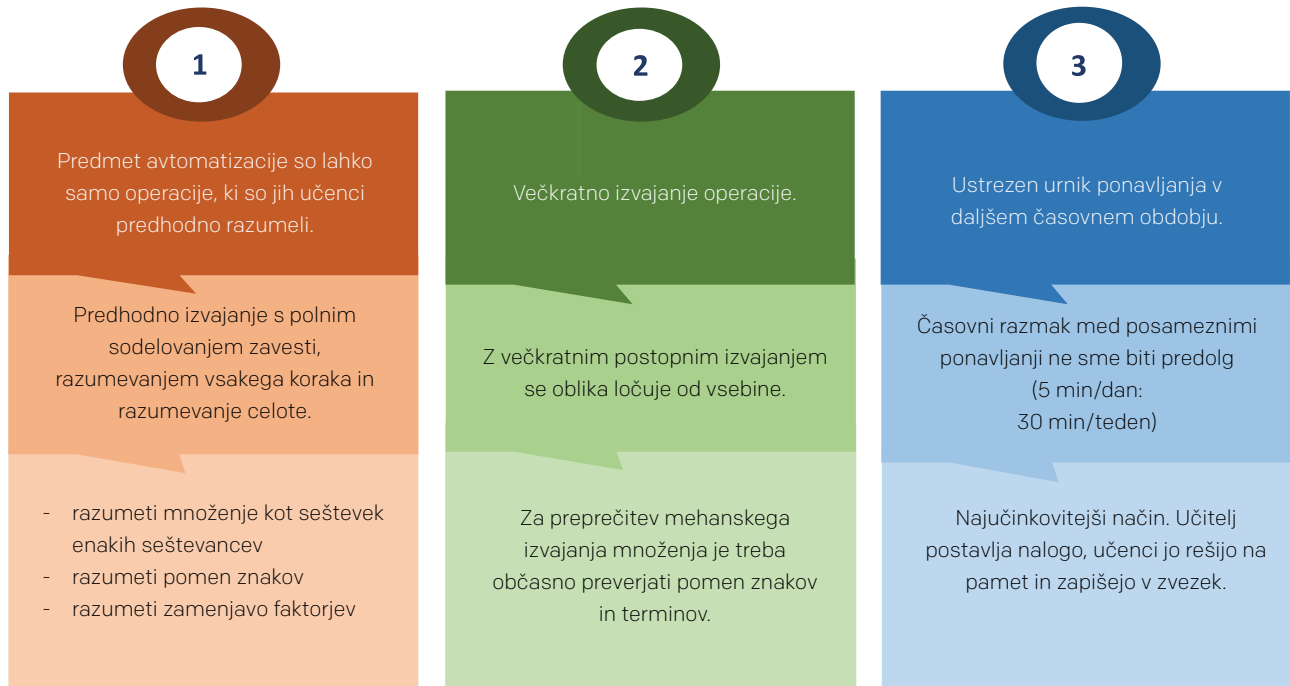 1
Predmet avtomatizacije so lahko
samo operacije, ki so jih učenci
predhodno razumeli.
Predhodno izvajanje s polnim
sodelovanjem zavesti,
razumevanjem vsakega koraka in
razumevanje celote.
- razumeti množenje kot seštevek
enakih seštevancev
- razumeti pomen znakov
- razumeti zamenjavo faktorjev
2
Večkratno izvajanje operacije.
Z večkratnim postopnim izvajanjem
se oblika ločuje od vsebine.
Za preprečitev mehanskega
izvajanja množenja je treba
občasno preverjati pomen znakov
in terminov.
3
Ustrezen urnik ponavljanja v
daljšem časovnem obdobju.
Časovni razmak med posameznimi
ponavljanji ne sme biti predolg
(5 min/dan:
30 min/teden)
Najučinkovitejši način. Učitelj
postavlja nalogo, učenci jo rešijo na
pamet in zapišejo v zvezek.